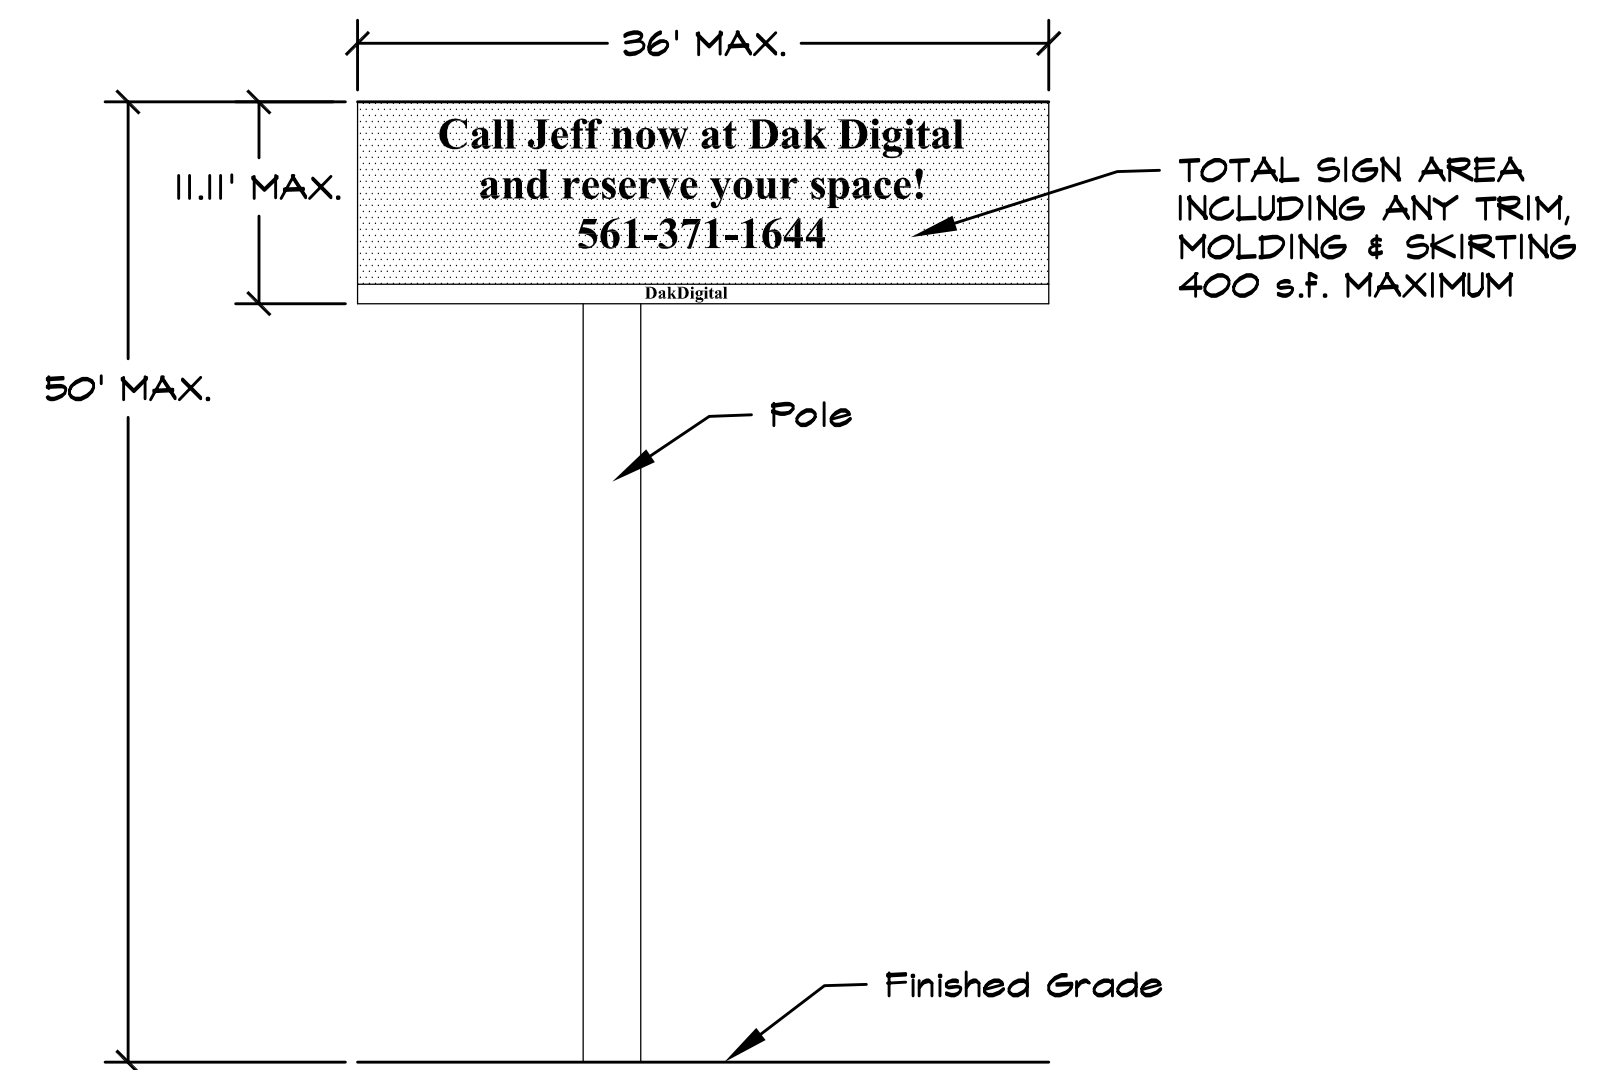 36' MAX.
Call Jeff now at Dak Digital
and reserve your space!
561-371-1644
DakDigital
11.11' MAX.
TOTAL SIGN AREA
INCLUDING ANY TRIM,
MOLDING & SKIRTING
400 s.f. MAXIMUM
50' MAX.
Pole
Finished Grade